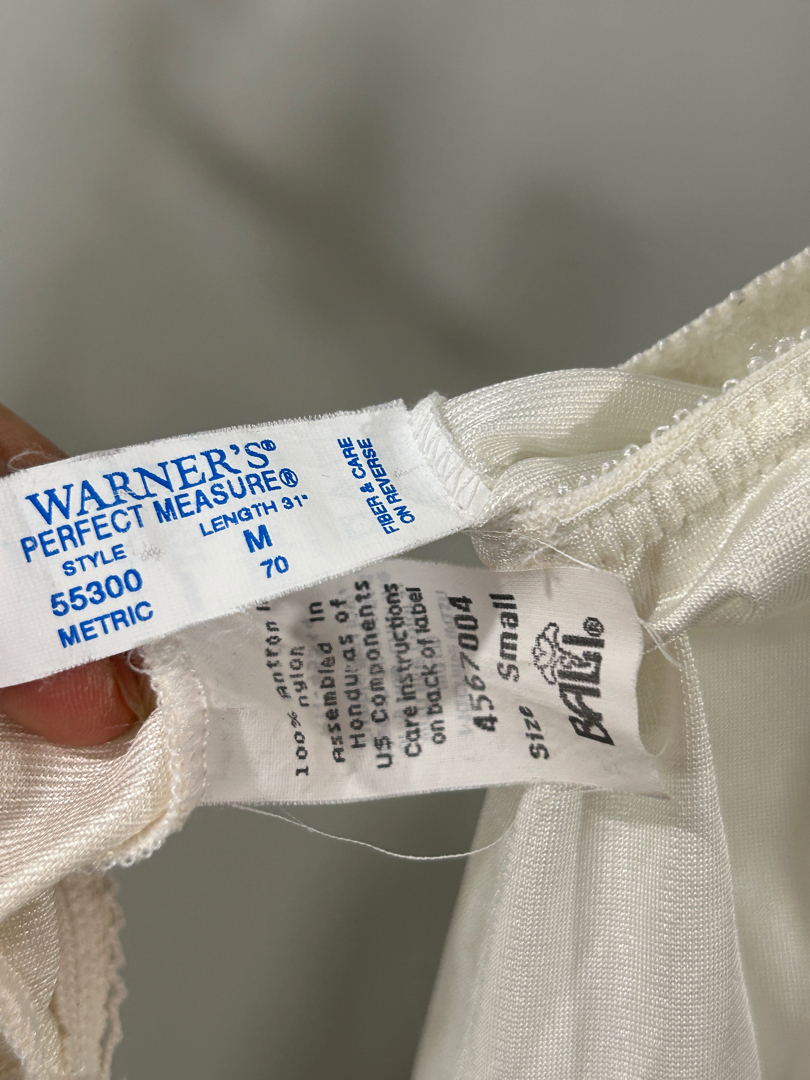 WARNER'S®
PERFECT MEASURE®
STYLE
LENGTH 31"
55300
M
METRIC
70
FIBER & CARE
ON REVERSE
BALI®
Size Small
4567004
Care instructions
on back of label
US Components
Honduras of
Assembled in
nylon
100% Antron